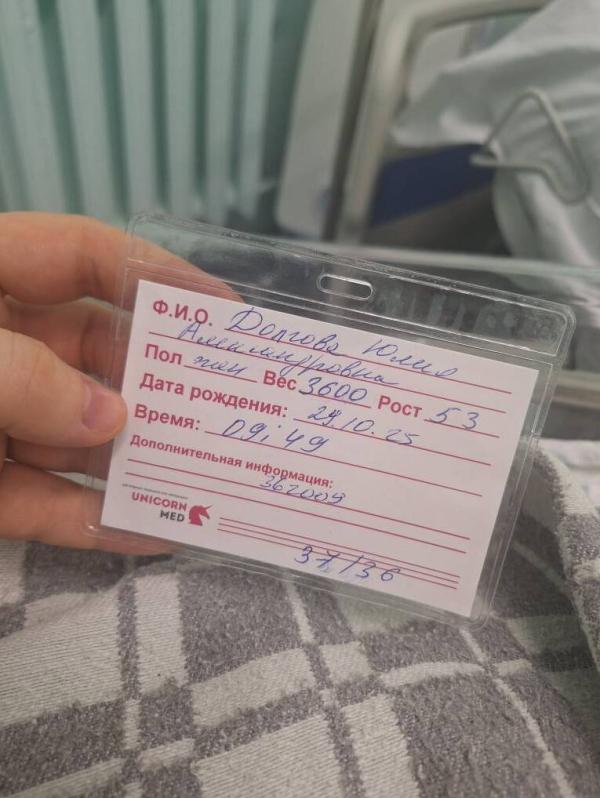 Ф.И.О. Долгова Юлия
Александровна
Пол жен Вес 3600 Рост 53
Дата рождения: 29.10.25
Время: 09:49
Дополнительная информация:
362009
UNICORN
MED
37/36